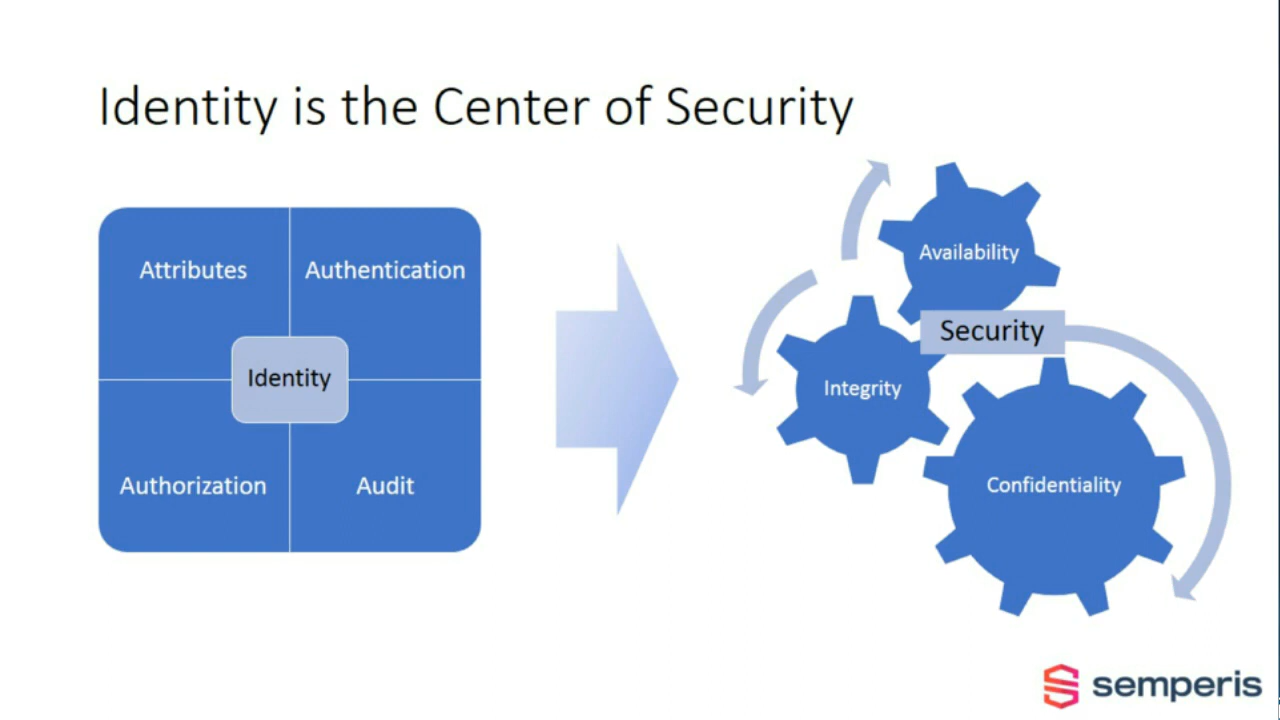 Identity is the Center of Security
Attributes
Authentication
Identity
Authorization
Audit
Availability
Security
Integrity
Confidentiality
semperis